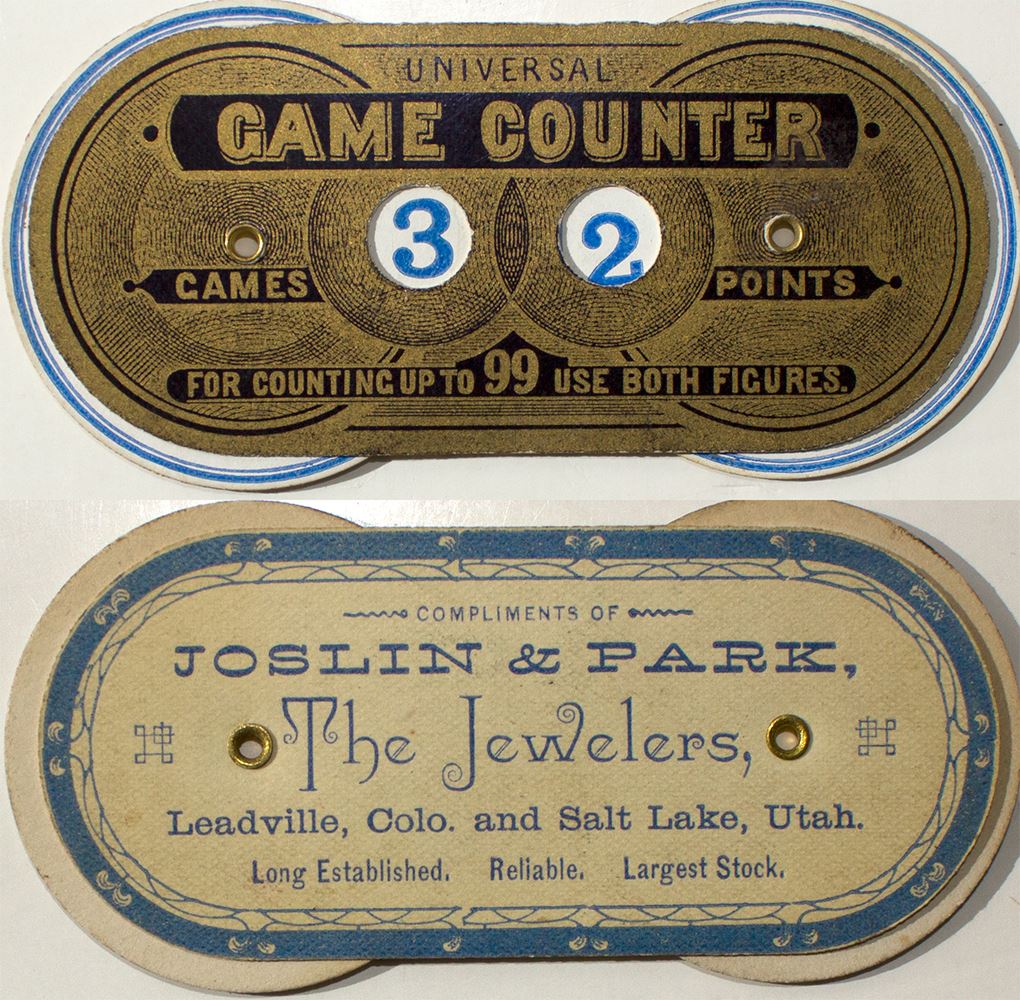 UNIVERSAL
GAME COUNTER
3 2
GAMES POINTS
FOR COUNTING UP TO 99 USE BOTH FIGURES.
COMPLIMENTS OF
JOSLIN & PARK,
The Jewelers,
Leadville, Colo. and Salt Lake, Utah.
Long Established. Reliable. Largest Stock.